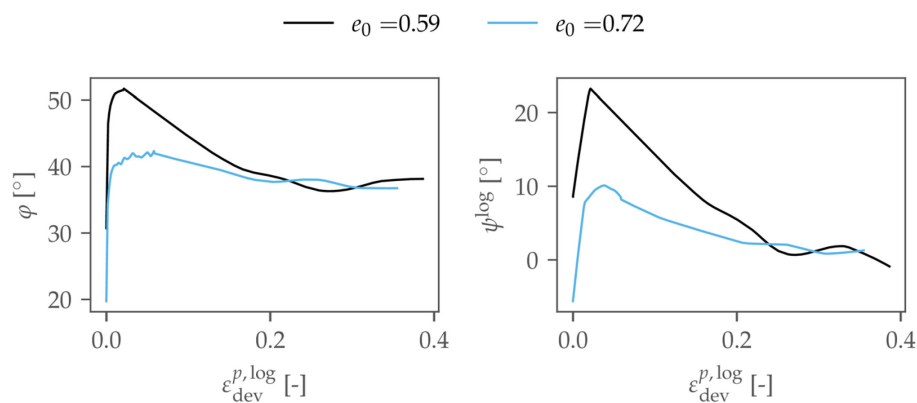 e₀ =0.59 e₀ =0.72
φ [°]
50
40
30
20
0.0 0.2 0.4
ε^{p, log}_{dev} [-]
ψ^{log} [°]
20
10
0
0.0 0.2 0.4
ε^{p, log}_{dev} [-]